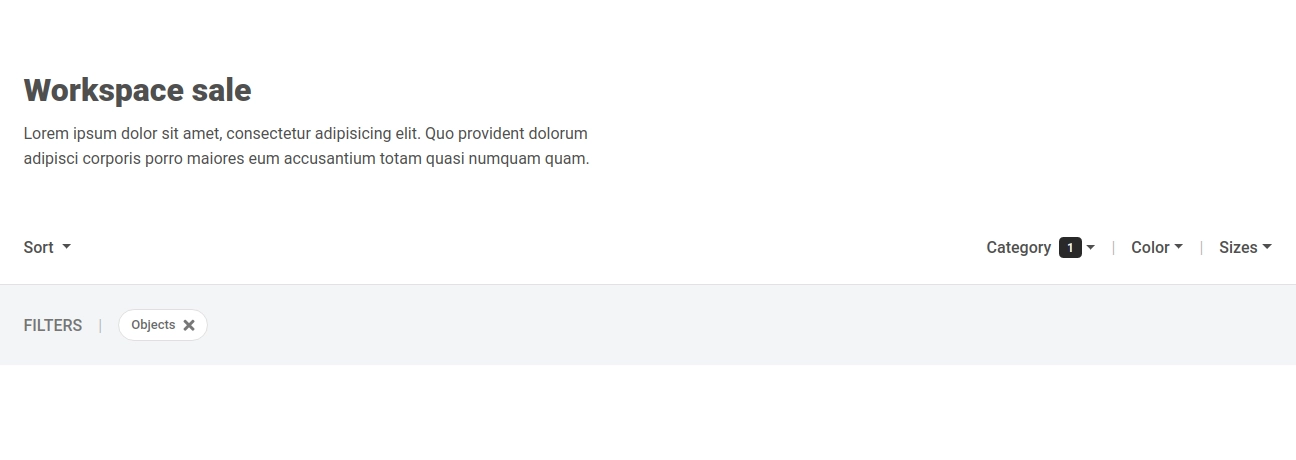 Workspace sale
Lorem ipsum dolor sit amet, consectetur adipisicing elit. Quo provident dolorum
adipisci corporis porro maiores eum accusantium totam quasi numquam quam.
Sort
Category 1 | Color | Sizes
FILTERS | Objects